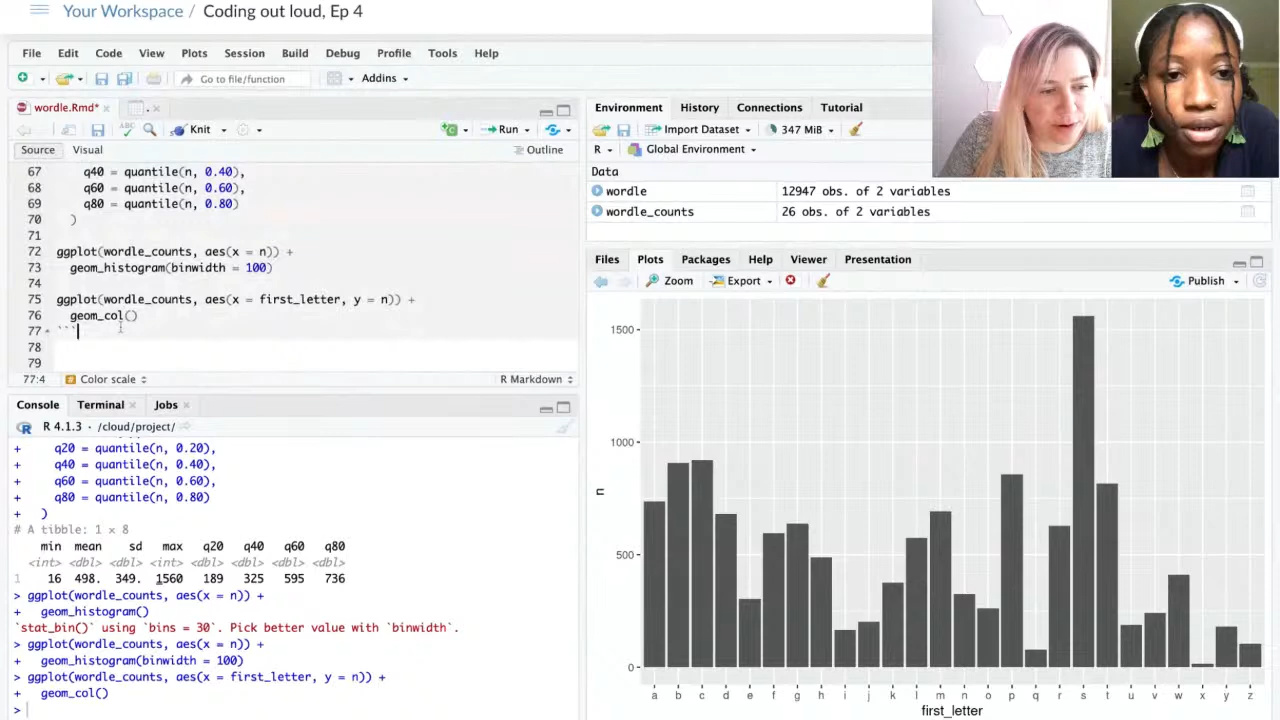 Your Workspace / Coding out loud, Ep 4
File Edit Code View Plots Session Build Debug Profile Tools Help
Go to file/function Addins
wordle.Rmd* × . ×
ABC Knit Run
Source Visual Outline
67 q40 = quantile(n, 0.40),
68 q60 = quantile(n, 0.60),
69 q80 = quantile(n, 0.80)
70 )
71
72 ggplot(wordle_counts, aes(x = n)) +
73 geom_histogram(binwidth = 100)
74
75 ggplot(wordle_counts, aes(x = first_letter, y = n)) +
76 geom_col()
77 ```
78
79
77:4 Color scale R Markdown
Console Terminal × Jobs ×
R 4.1.3 · /cloud/project/
+ q20 = quantile(n, 0.20),
+ q40 = quantile(n, 0.40),
+ q60 = quantile(n, 0.60),
+ q80 = quantile(n, 0.80)
+ )
# A tibble: 1 × 8
min mean sd max q20 q40 q60 q80
<int> <dbl> <dbl> <int> <dbl> <dbl> <dbl> <dbl>
1 16 498. 349. 1560 189 325 595 736
> ggplot(wordle_counts, aes(x = n)) +
+ geom_histogram()
`stat_bin()` using `bins = 30`. Pick better value with `binwidth`.
> ggplot(wordle_counts, aes(x = n)) +
+ geom_histogram(binwidth = 100)
> ggplot(wordle_counts, aes(x = first_letter, y = n)) +
+ geom_col()
>
Environment History Connections Tutorial
Import Dataset 347 MiB
R Global Environment
Data
wordle 12947 obs. of 2 variables
wordle_counts 26 obs. of 2 variables
Files Plots Packages Help Viewer Presentation
Zoom Export Publish
1500
1000
n
500
0
a b c d e f g h i j k l m n o p q r s t u v w x y z
first_letter